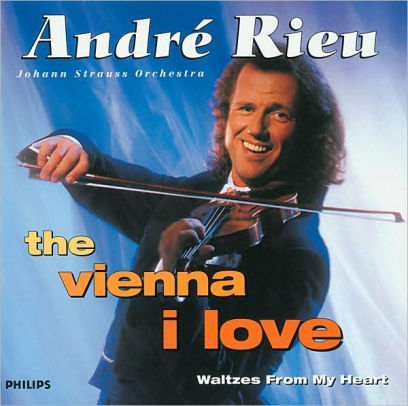 André Rieu
Johann Strauss Orchestra
the
vienna
i love
Waltzes From My Heart
PHILIPS